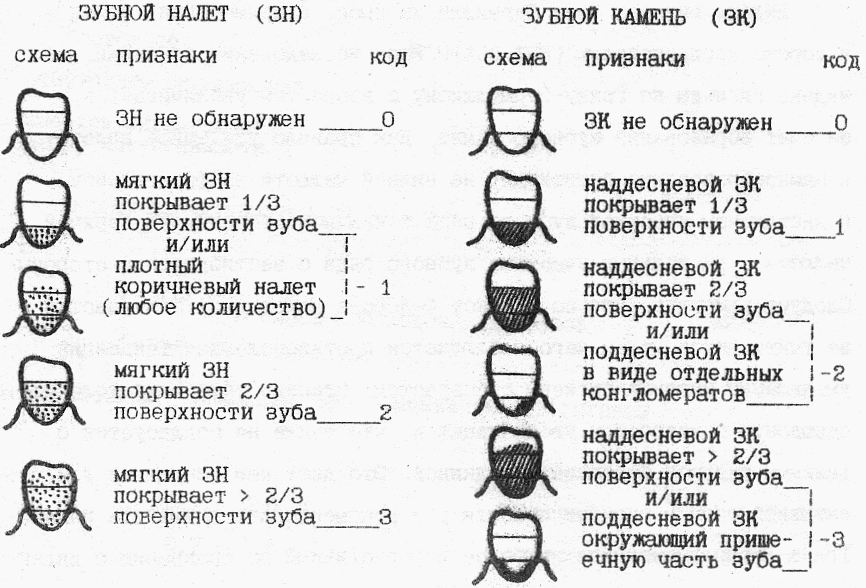 ЗУБНОЙ НАЛЕТ (ЗН)
схема признаки код
ЗН не обнаружен 0
мягкий ЗН
покрывает 1/3
поверхности зуба
и/или
плотный
коричневый налет - 1
(любое количество)
мягкий ЗН
покрывает 2/3
поверхности зуба 2
мягкий ЗН
покрывает > 2/3
поверхности зуба 3
ЗУБНОЙ КАМЕНЬ (ЗК)
схема признаки код
ЗК не обнаружен 0
наддесневой ЗК
покрывает 1/3
поверхности зуба 1
наддесневой ЗК
покрывает 2/3
поверхности зуба
и/или
поддесневой ЗК
в виде отдельных -2
конгломератов
наддесневой ЗК
покрывает > 2/3
поверхности зуба
и/или
поддесневой ЗК
окружающий прише- -3
ечную часть зуба